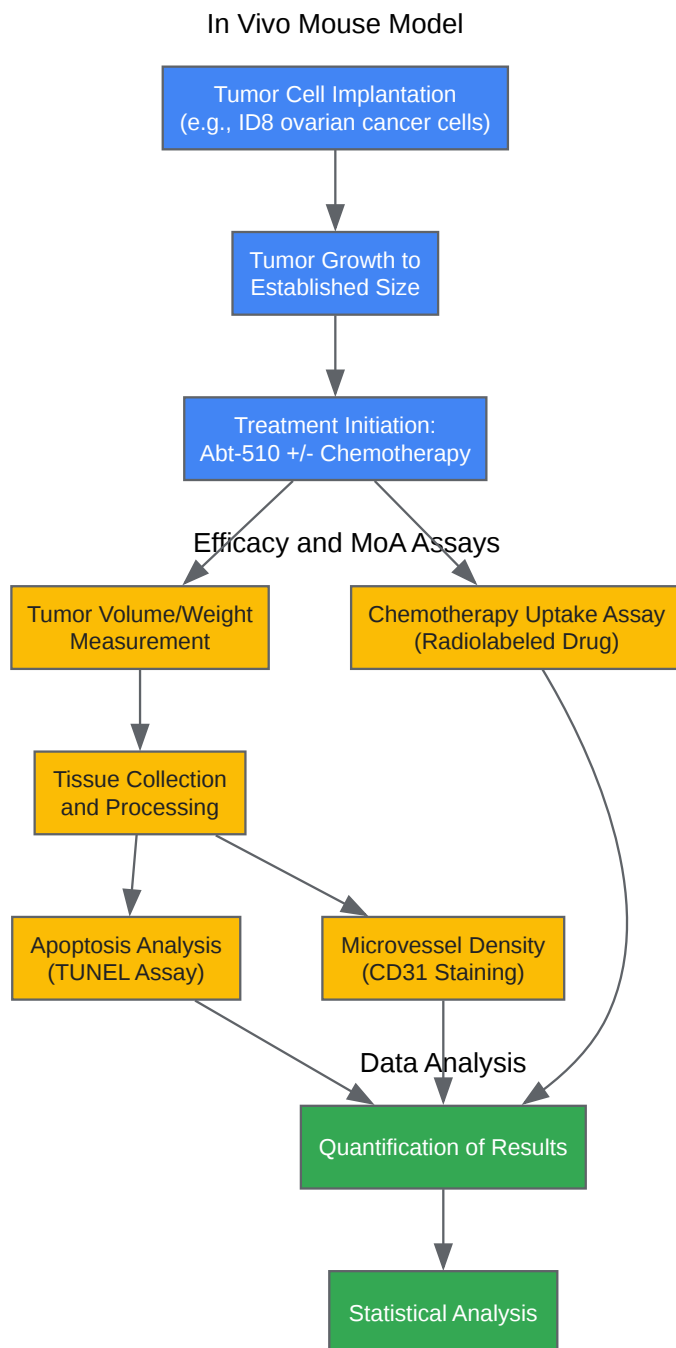 In Vivo Mouse Model
Tumor Cell Implantation
(e.g., ID8 ovarian cancer cells)
Tumor Growth to
Established Size
Treatment Initiation:
Abt-510 +/- Chemotherapy
Efficacy and MoA Assays
Tumor Volume/Weight
Measurement
Chemotherapy Uptake Assay
(Radiolabeled Drug)
Tissue Collection
and Processing
Apoptosis Analysis
(TUNEL Assay)
Microvessel Density
(CD31 Staining)
Data Analysis
Quantification of Results
Statistical Analysis